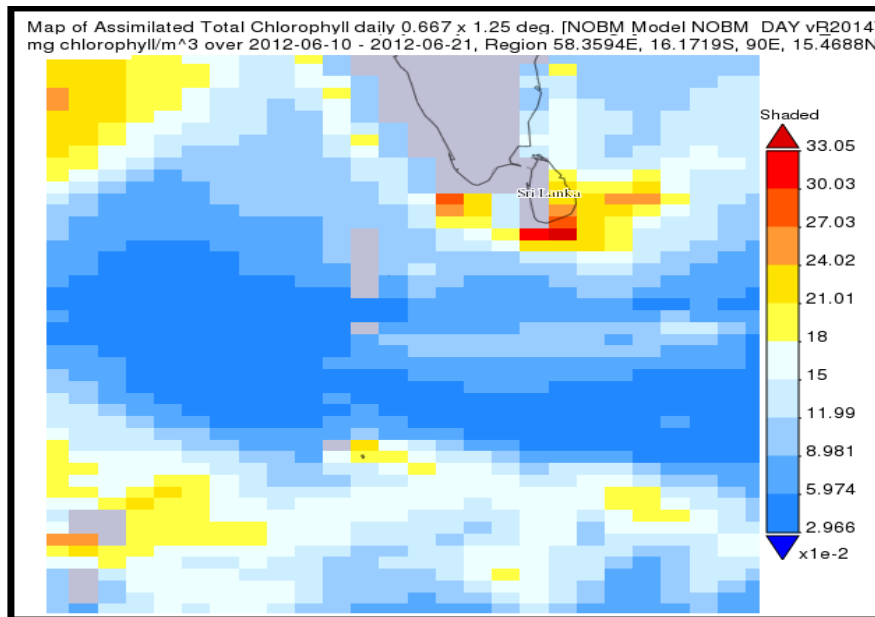 Map of Assimilated Total Chlorophyll daily 0.667 x 1.25 deg. [NOBM Model NOBM_DAY vR2014]
mg chlorophyll/m^3 over 2012-06-10 - 2012-06-21, Region 58.3594E, 16.1719S, 90E, 15.4688N
Shaded
33.05
30.03
Sri Lanka
27.03
24.02
21.01
18
15
11.99
8.981
5.974
2.966
x1e-2